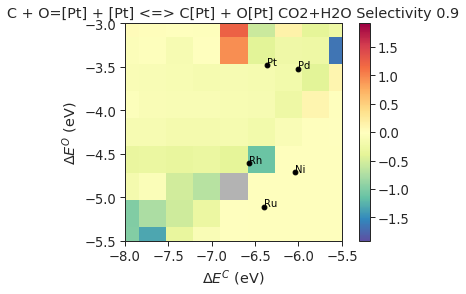 C + O=[Pt] + [Pt] <=> C[Pt] + O[Pt] CO2+H2O Selectivity 0.9
−3.0
−3.5
−4.0
−4.5
−5.0
−5.5
ΔE^O (eV)
Pt
Pd
Rh
Ni
Ru
−8.0 −7.5 −7.0 −6.5 −6.0 −5.5
ΔE^C (eV)
1.5
1.0
0.5
0.0
−0.5
−1.0
−1.5